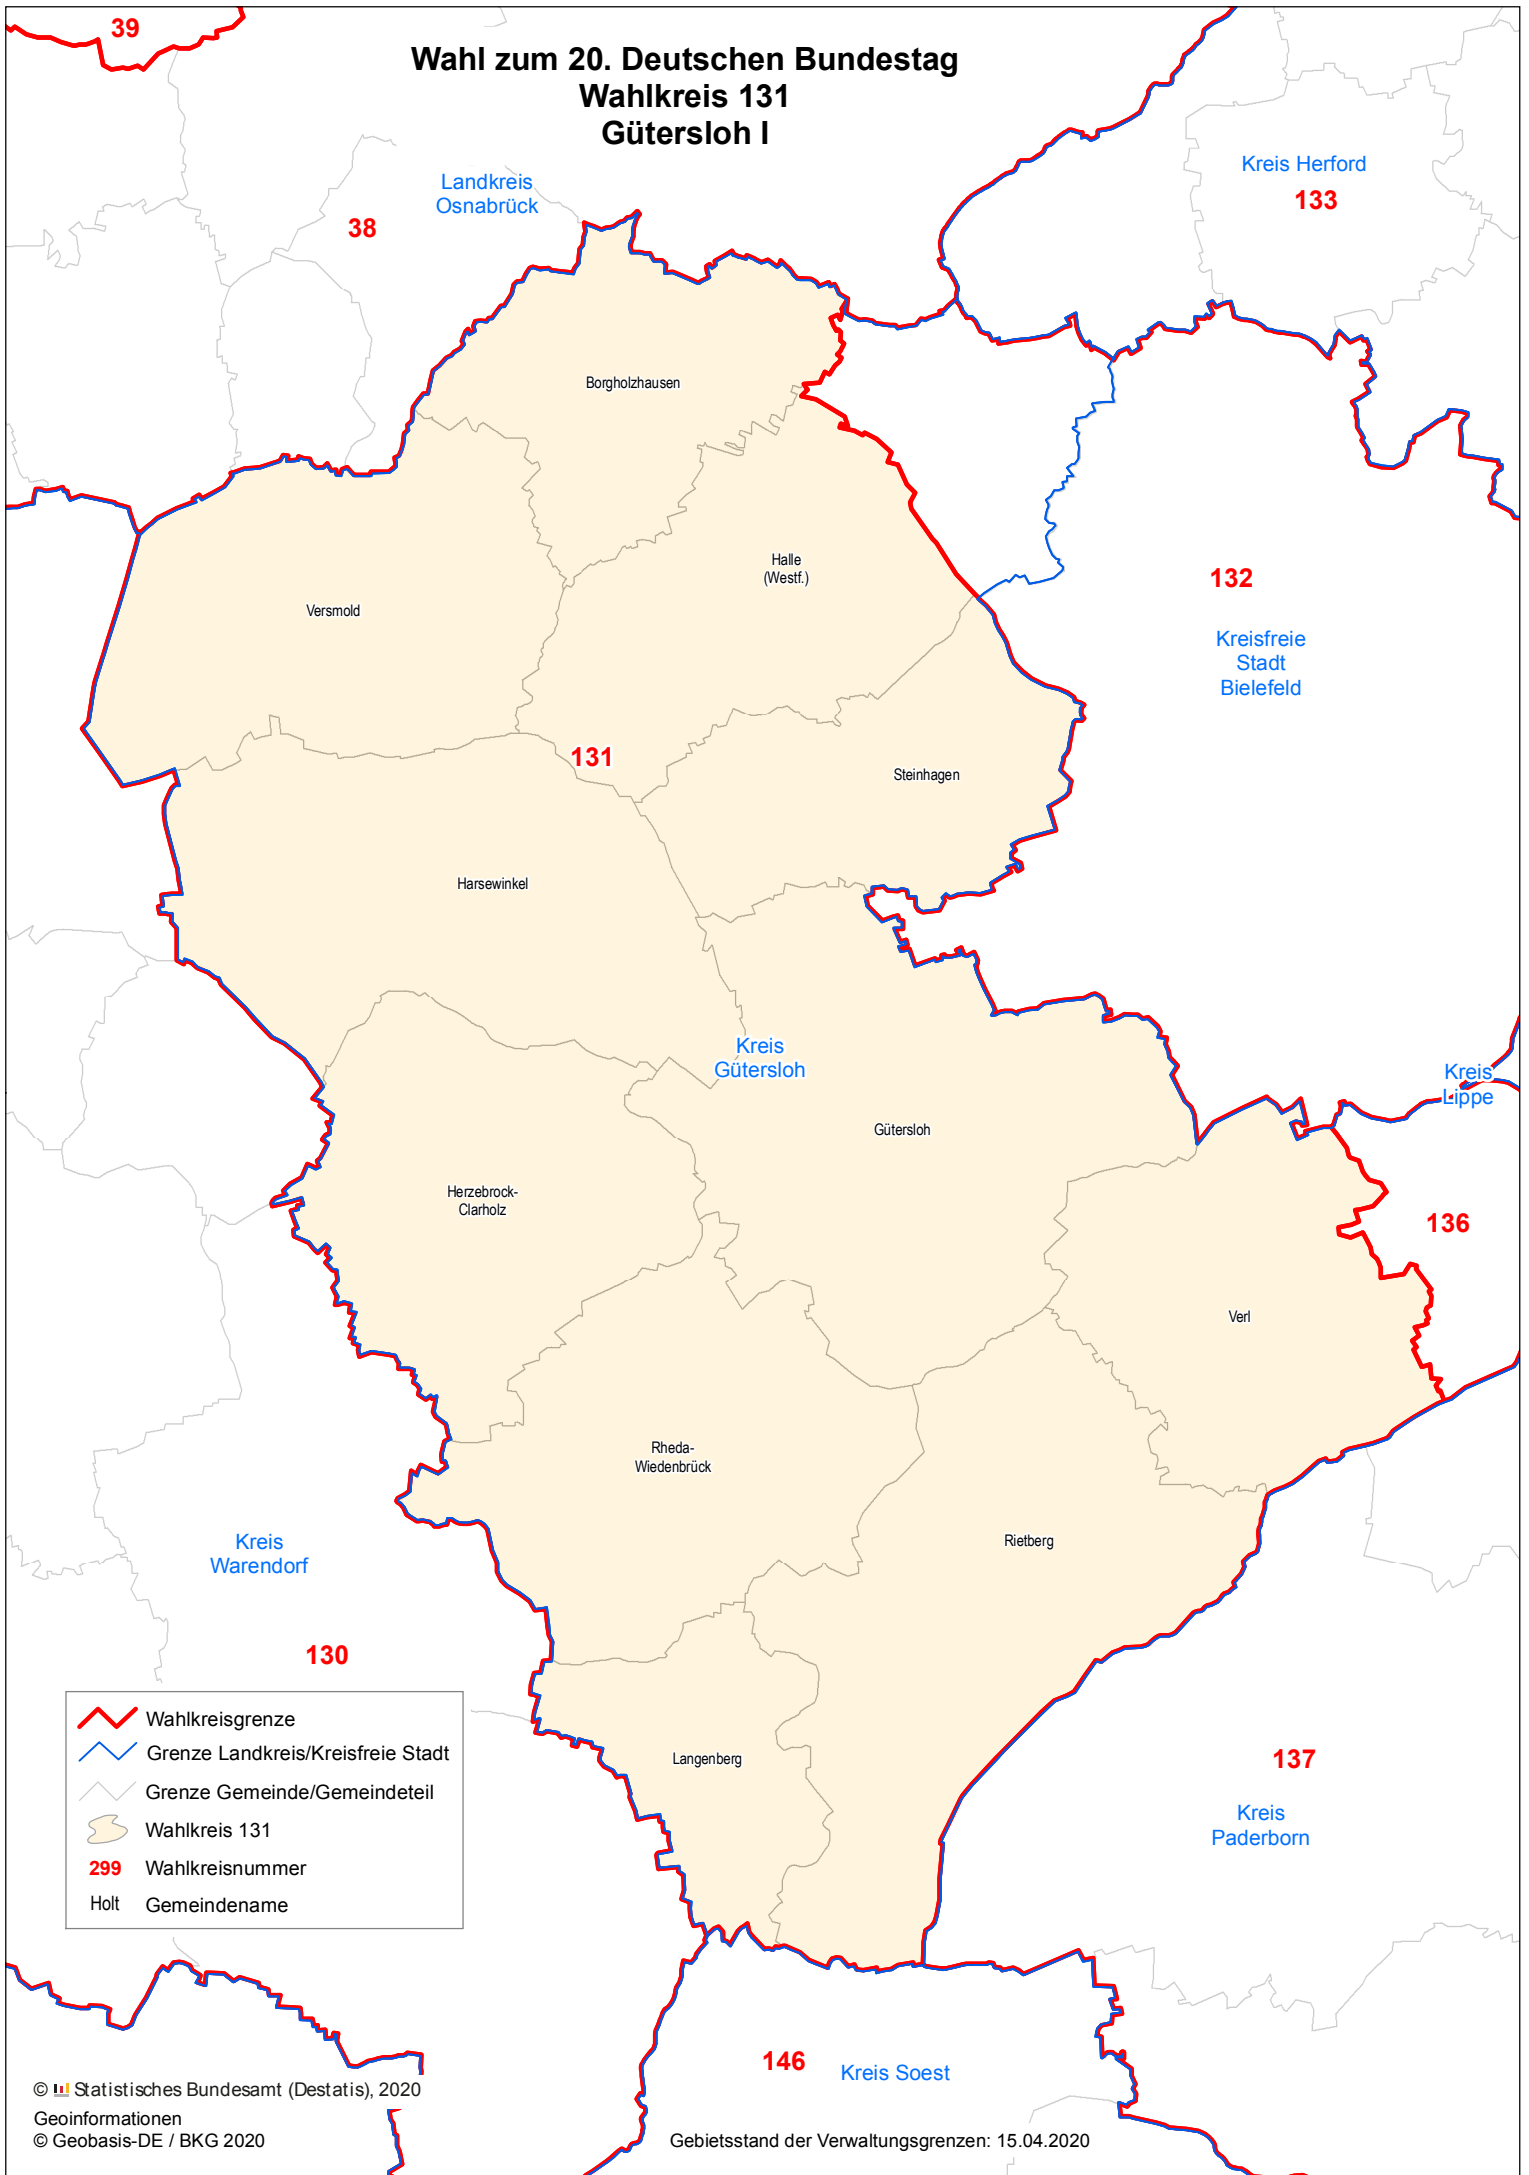 39
Wahl zum 20. Deutschen Bundestag
Wahlkreis 131
Gütersloh I
Landkreis
Osnabrück
38
Kreis Herford
133
Borgholzhausen
Halle
(Westf.)
132
Kreisfreie
Stadt
Bielefeld
Versmold
131
Steinhagen
Harsewinkel
Kreis
Gütersloh
Kreis
Lippe
Gütersloh
Herzebrock-
Clarholz
136
Verl
Rheda-
Wiedenbrück
Rietberg
Kreis
Warendorf
130
Langenberg
137
Kreis
Paderborn
Wahlkreisgrenze
Grenze Landkreis/Kreisfreie Stadt
Grenze Gemeinde/Gemeindeteil
Wahlkreis 131
299 Wahlkreisnummer
Holt Gemeindename
146
Kreis Soest
© Statistisches Bundesamt (Destatis), 2020
Geoinformationen
© Geobasis-DE / BKG 2020
Gebietsstand der Verwaltungsgrenzen: 15.04.2020